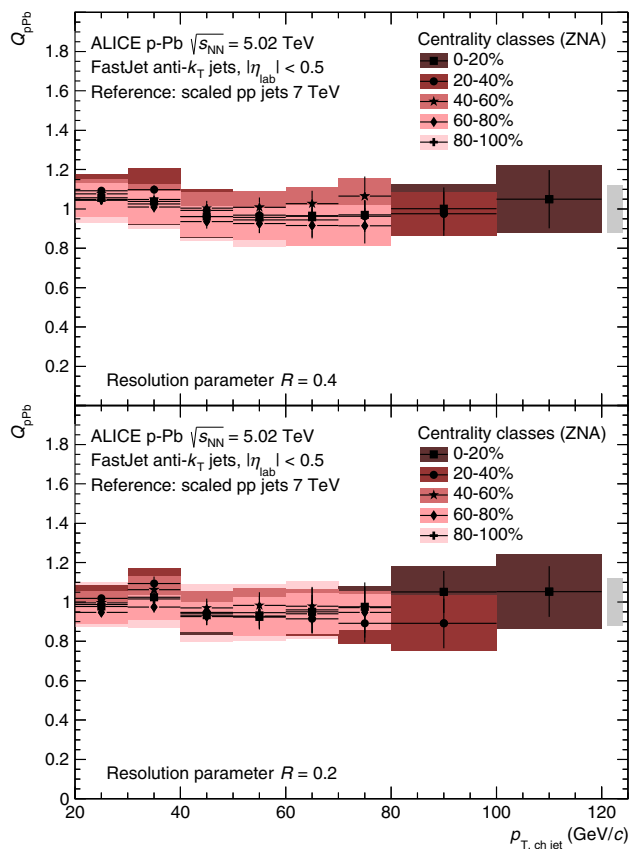 Q_pPb
2
1.8
1.6
1.4
1.2
1
0.8
0.6
0.4
0.2
ALICE p-Pb √s_NN = 5.02 TeV
FastJet anti-k_T jets, |η_lab| < 0.5
Reference: scaled pp jets 7 TeV
Centrality classes (ZNA)
0-20%
20-40%
40-60%
60-80%
80-100%
Resolution parameter R = 0.4
Q_pPb
1.8
1.6
1.4
1.2
1
0.8
0.6
0.4
0.2
0
ALICE p-Pb √s_NN = 5.02 TeV
FastJet anti-k_T jets, |η_lab| < 0.5
Reference: scaled pp jets 7 TeV
Centrality classes (ZNA)
0-20%
20-40%
40-60%
60-80%
80-100%
Resolution parameter R = 0.2
20 40 60 80 100 120
p_T, ch jet (GeV/c)